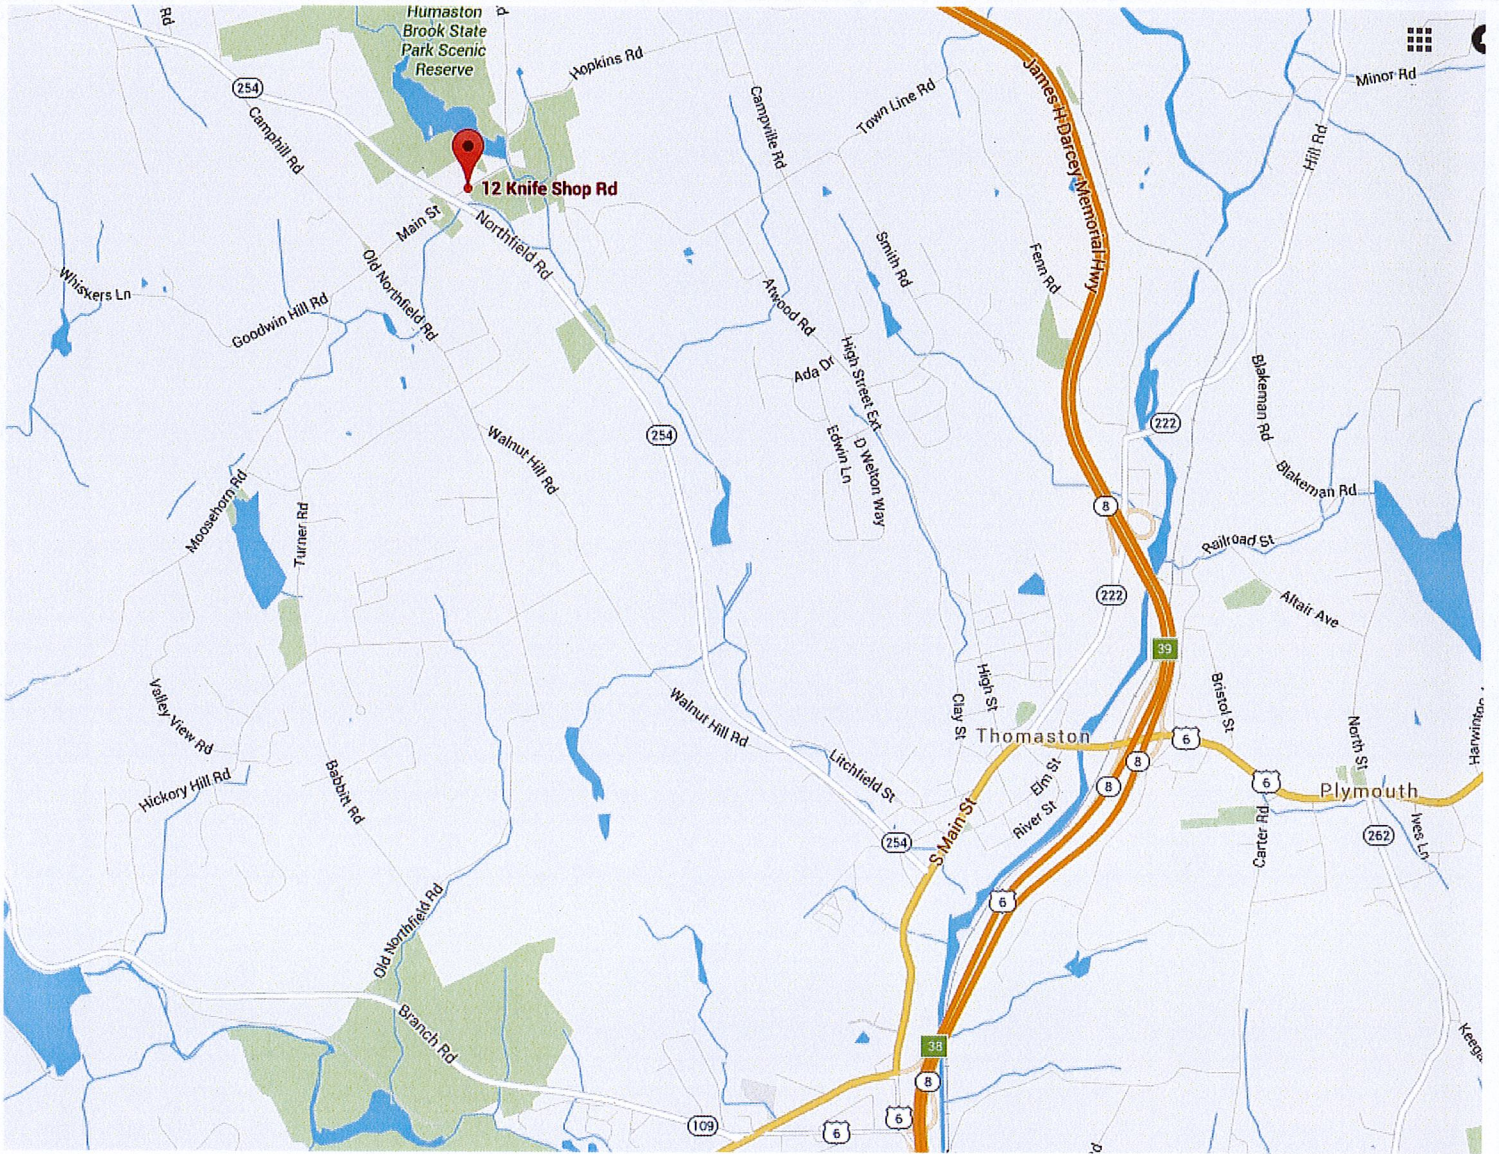 Humaston
Brook State
Park Scenic
Reserve
Rd
Hopkins Rd
254
Camphill Rd
Campville Rd
Town Line Rd
James H Darcey Memorial Hwy
Minor Rd
Hill Rd
12 Knife Shop Rd
Main St
Northfield Rd
Smith Rd
Fenn Rd
Whiskers Ln
Goodwin Hill Rd
Old Northfield Rd
Atwood Rd
Ada Dr
High Street Ext
Blakeman Rd
254
222
Edwin Ln
D Welton Way
Walnut Hill Rd
Moosehorn Rd
Turner Rd
Blakeman Rd
8
Railroad St
222
Altair Ave
39
High St
Clay St
Bristol St
Valley View Rd
Walnut Hill Rd
Thomaston
6
North St
Harwinton
Litchfield St
8
Hickory Hill Rd
Babbitt Rd
Elm St
8
6
Plymouth
S Main St
River St
254
Carter Rd
262
Ives Ln
6
Old Northfield Rd
Branch Rd
38
Keega
8
109
6
6